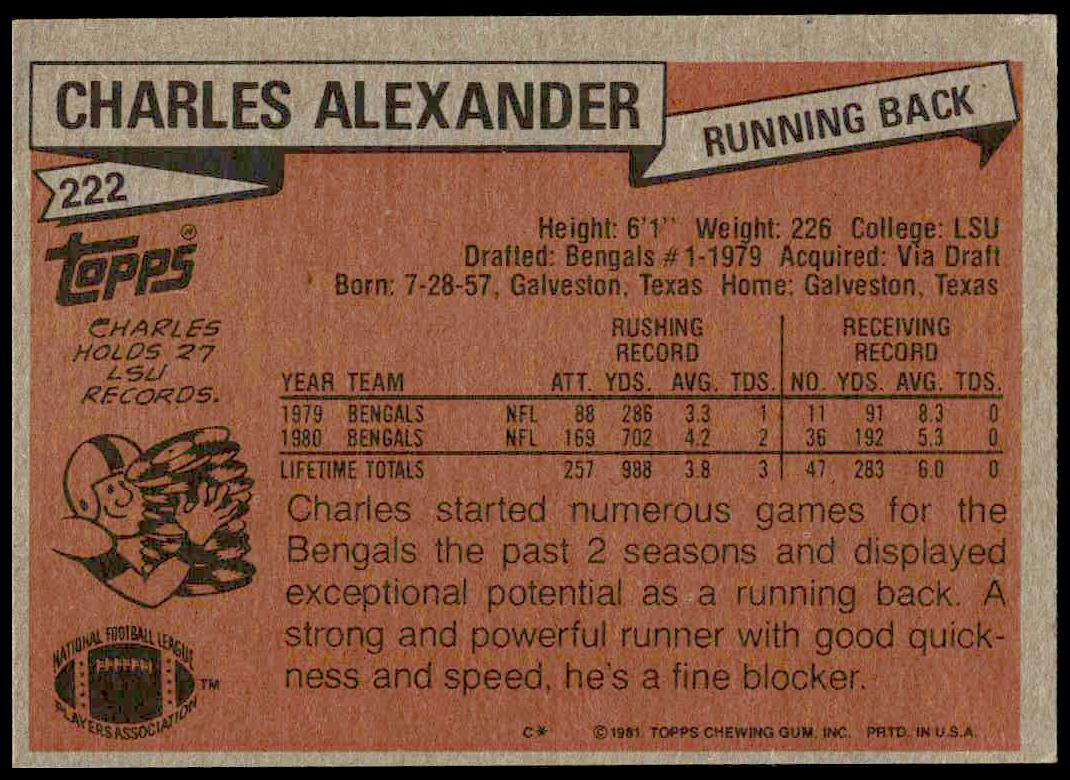 CHARLES ALEXANDER
RUNNING BACK
222
Topps®
Height: 6'1" Weight: 226 College: LSU
Drafted: Bengals #1-1979 Acquired: Via Draft
Born: 7-28-57, Galveston, Texas Home: Galveston, Texas
CHARLES
HOLDS 27
LSU
RECORDS.
RUSHING RECORD RECEIVING RECORD
YEAR TEAM ATT. YDS. AVG. TDS. NO. YDS. AVG. TDS.
1979 BENGALS NFL 88 286 3.3 1 11 91 8.3 0
1980 BENGALS NFL 169 702 4.2 2 36 192 5.3 0
LIFETIME TOTALS 257 988 3.8 3 47 283 6.0 0
Charles started numerous games for the
Bengals the past 2 seasons and displayed
exceptional potential as a running back. A
strong and powerful runner with good quick-
ness and speed, he's a fine blocker.
NATIONAL FOOTBALL LEAGUE
PLAYERS ASSOCIATION
TM
C* ©1981 TOPPS CHEWING GUM, INC. PRTD. IN U.S.A.